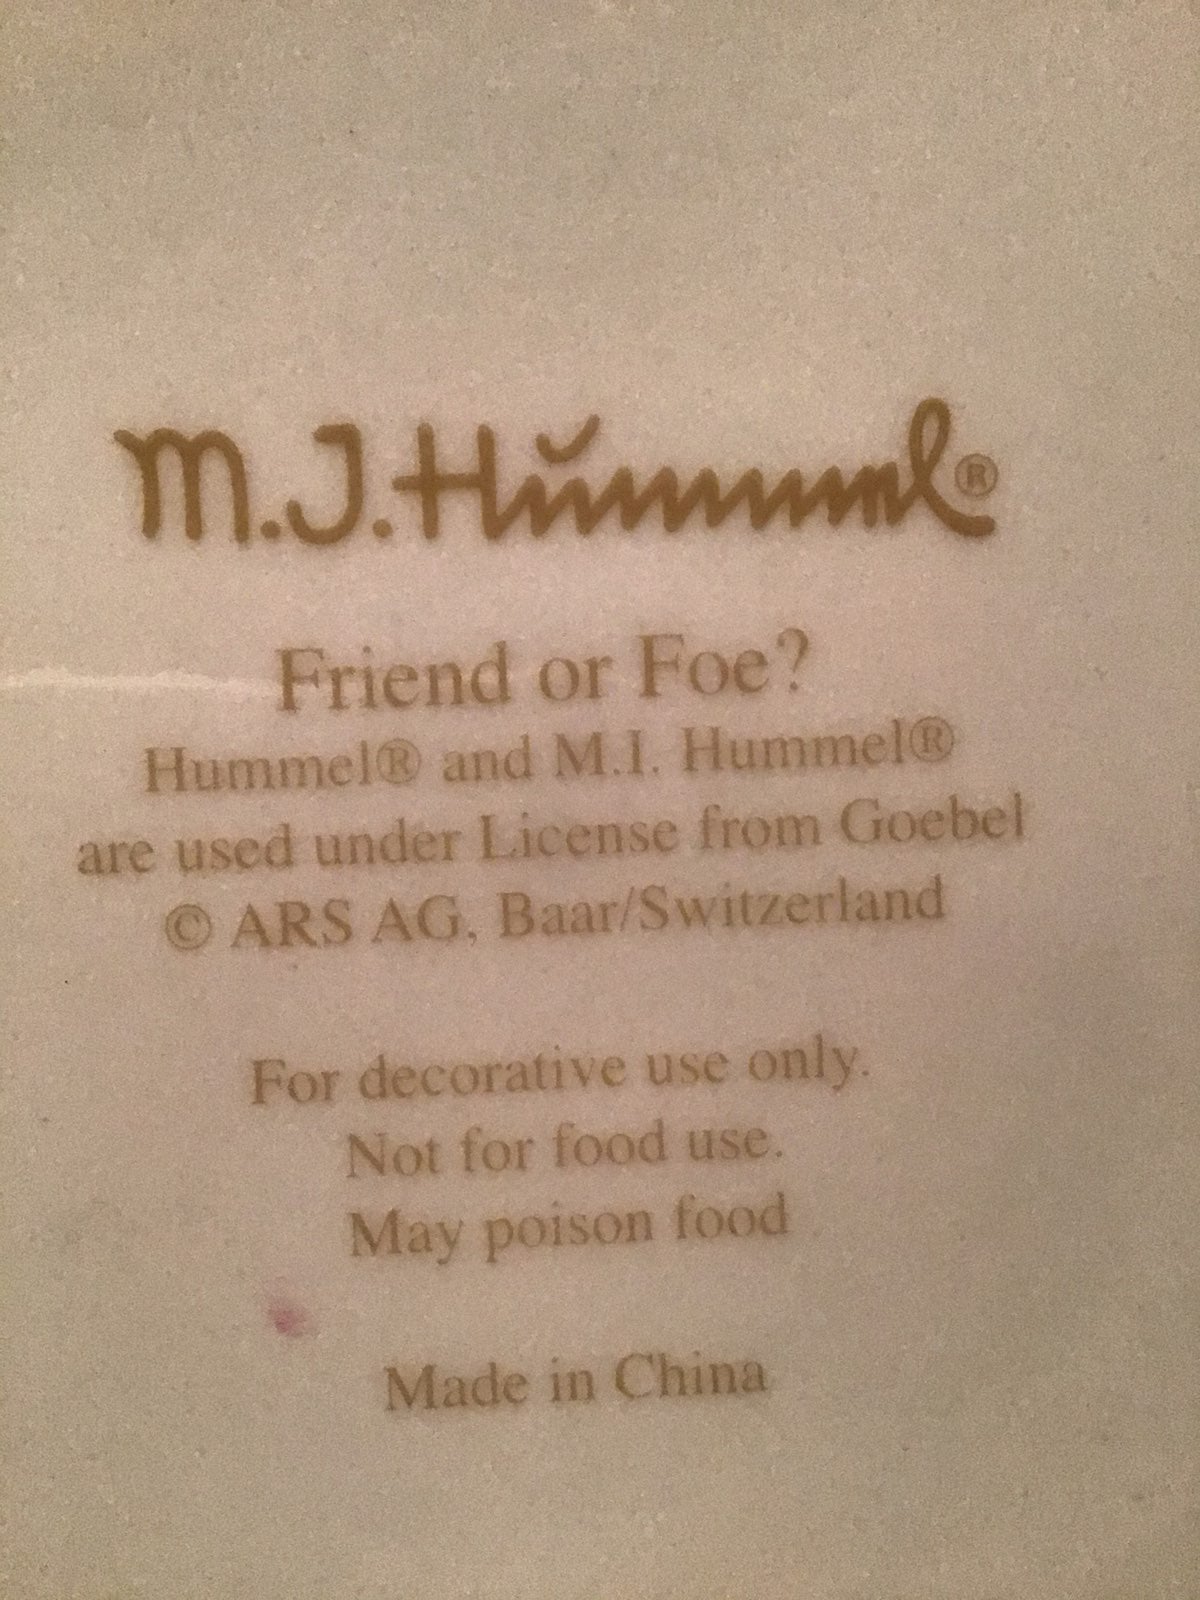 M.J.Hummel®
Friend or Foe?
Hummel® and M.I. Hummel®
are used under License from Goebel
© ARS AG, Baar/Switzerland
For decorative use only.
Not for food use.
May poison food
Made in China